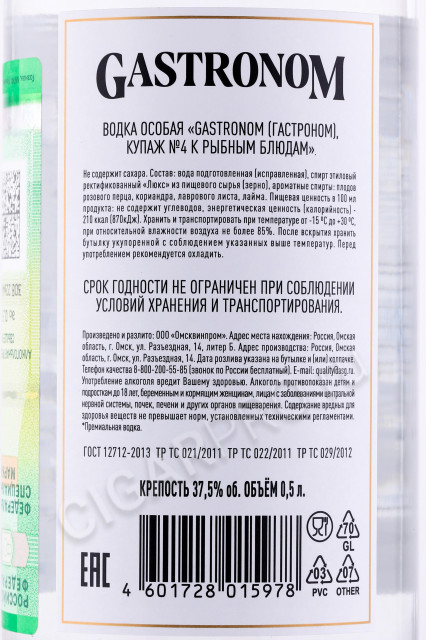 GASTRONOM
ВОДКА ОСОБАЯ «GASTRONOM (ГАСТРОНОМ),
КУПАЖ №4 К РЫБНЫМ БЛЮДАМ».
Не содержит сахара. Состав: вода подготовленная (исправленная), спирт этиловый
ректификованный «Люкс» из пищевого сырья (зерно), ароматные спирты: плодов
розового перца, кориандра, лаврового листа, лайма. Пищевая ценность в 100 мл
продукта: не содержит углеводов, энергетическая ценность (калорийность) -
210 ккал (870кДж). Хранить и транспортировать при температуре от -15 ºС до +30 ºС,
при относительной влажности воздуха не более 85%. После вскрытия хранить
бутылку укупоренной с соблюдением указанных выше температур. Перед
употреблением рекомендуется охладить.
СРОК ГОДНОСТИ НЕ ОГРАНИЧЕН ПРИ СОБЛЮДЕНИИ
УСЛОВИЙ ХРАНЕНИЯ И ТРАНСПОРТИРОВАНИЯ.
Произведено и разлито: ООО «Омсквинпром». Адрес места нахождения: Россия, Омская
область, г. Омск, ул. Разъездная, 14, литер Б. Адрес производства: Россия, Омская
область, г. Омск, ул. Разъездная, 14. Дата розлива указана на бутылке и (или) колпачке.
Телефон качества 8-800-200-55-85 (звонок по России бесплатный). E-mail: quality@asg.ru.
Употребление алкоголя вредит Вашему здоровью. Алкоголь противопоказан детям и
подросткам до 18 лет, беременным и кормящим женщинам, лицам с заболеваниями центральной
нервной системы, почек, печени и других органов пищеварения. Содержание вредных для
здоровья веществ не превышает норм, установленных техническими регламентами.
*Премиальная водка.
ГОСТ 12712-2013 ТР ТС 021/2011 ТР ТС 022/2011 ТР ТС 029/2012
КРЕПОСТЬ 37,5% об. ОБЪЁМ 0,5 л.
EAC
4 601728 015978
70
GL
03
PVC
07
OTHER